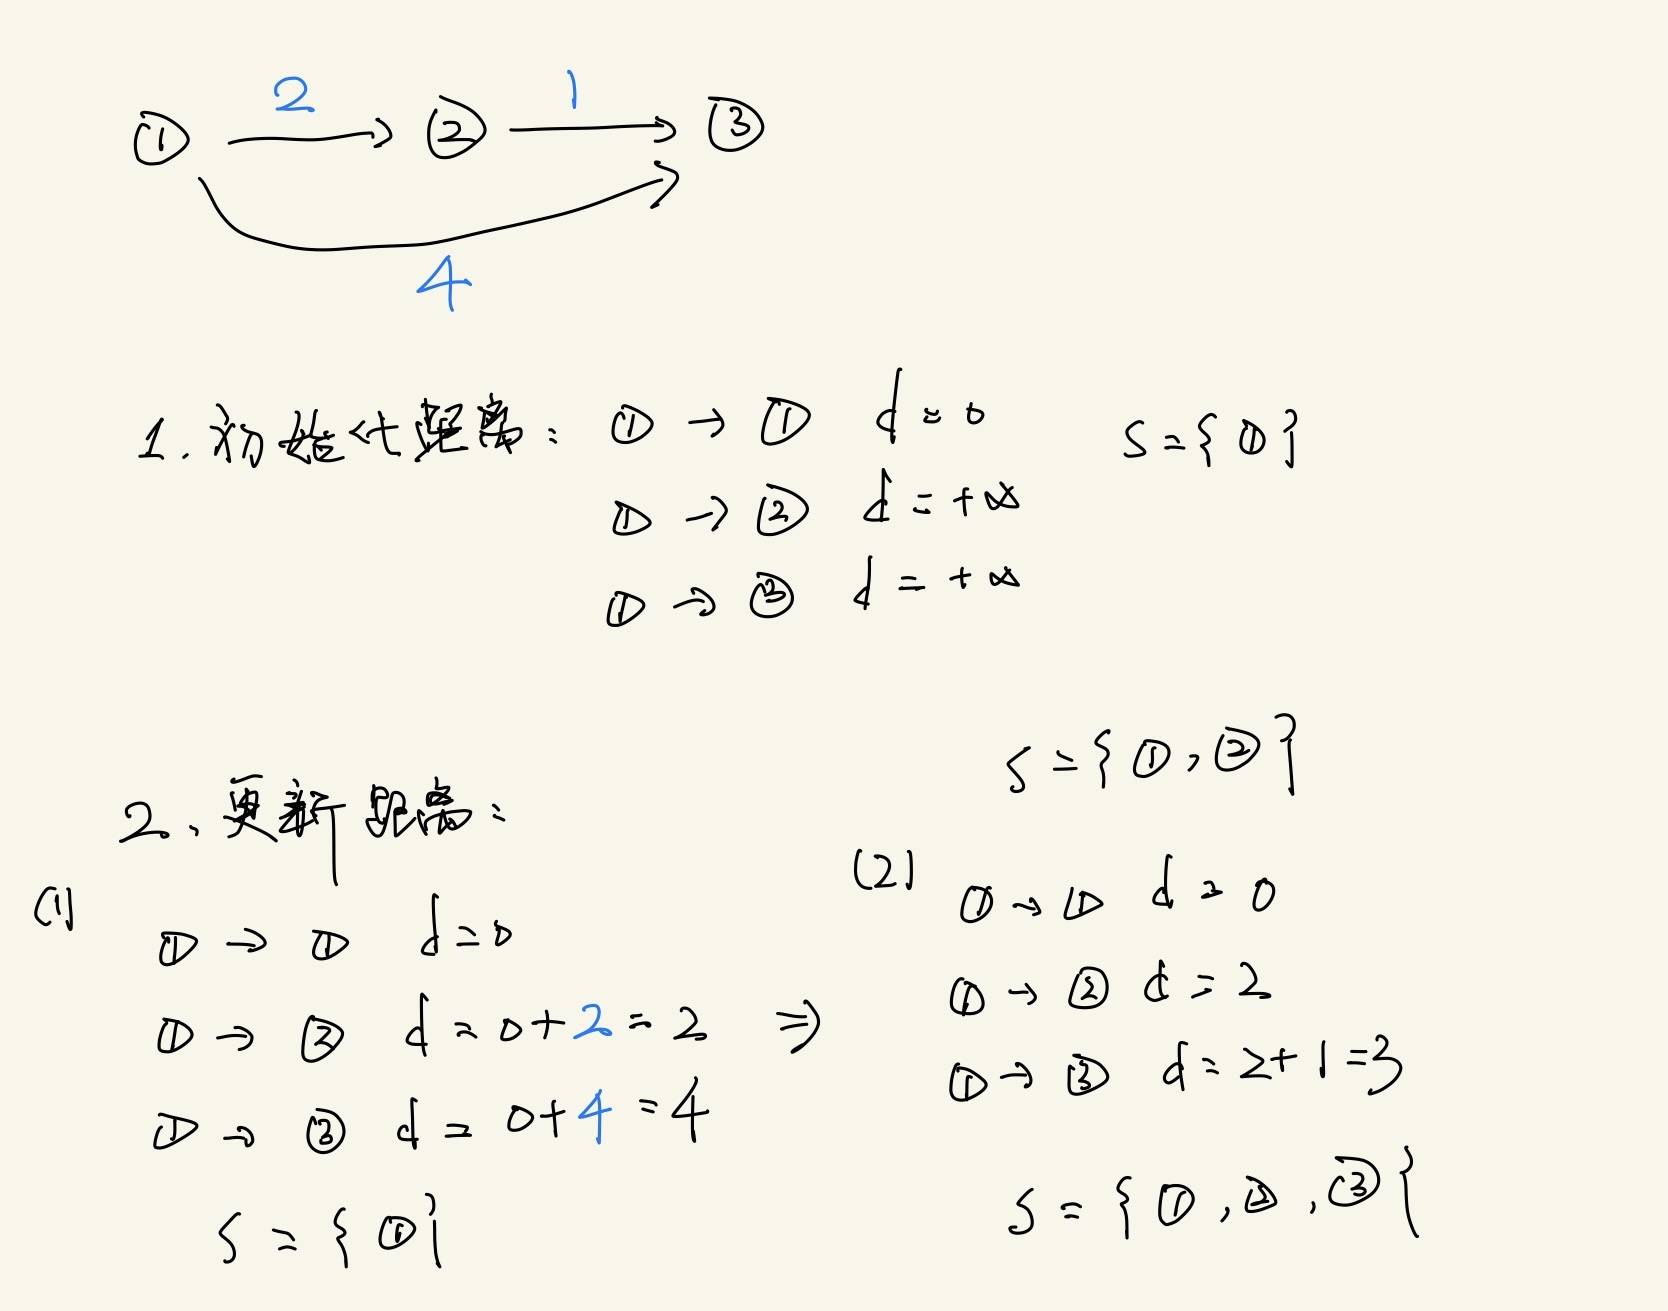 2 1
① → ② → ③
4
1. 初始化距离: ① → ① d = 0 S = {①}
① → ② d = +∞
① → ③ d = +∞
2、更新距离:
(1)
① → ① d = 0
① → ② d = 0+2 = 2 ⇒
① → ③ d = 0+4 = 4
S = {①}
S = {①, ②}
(2)
① → ① d = 0
① → ② d = 2
① → ③ d = 2+1=3
S = {①, ②, ③}